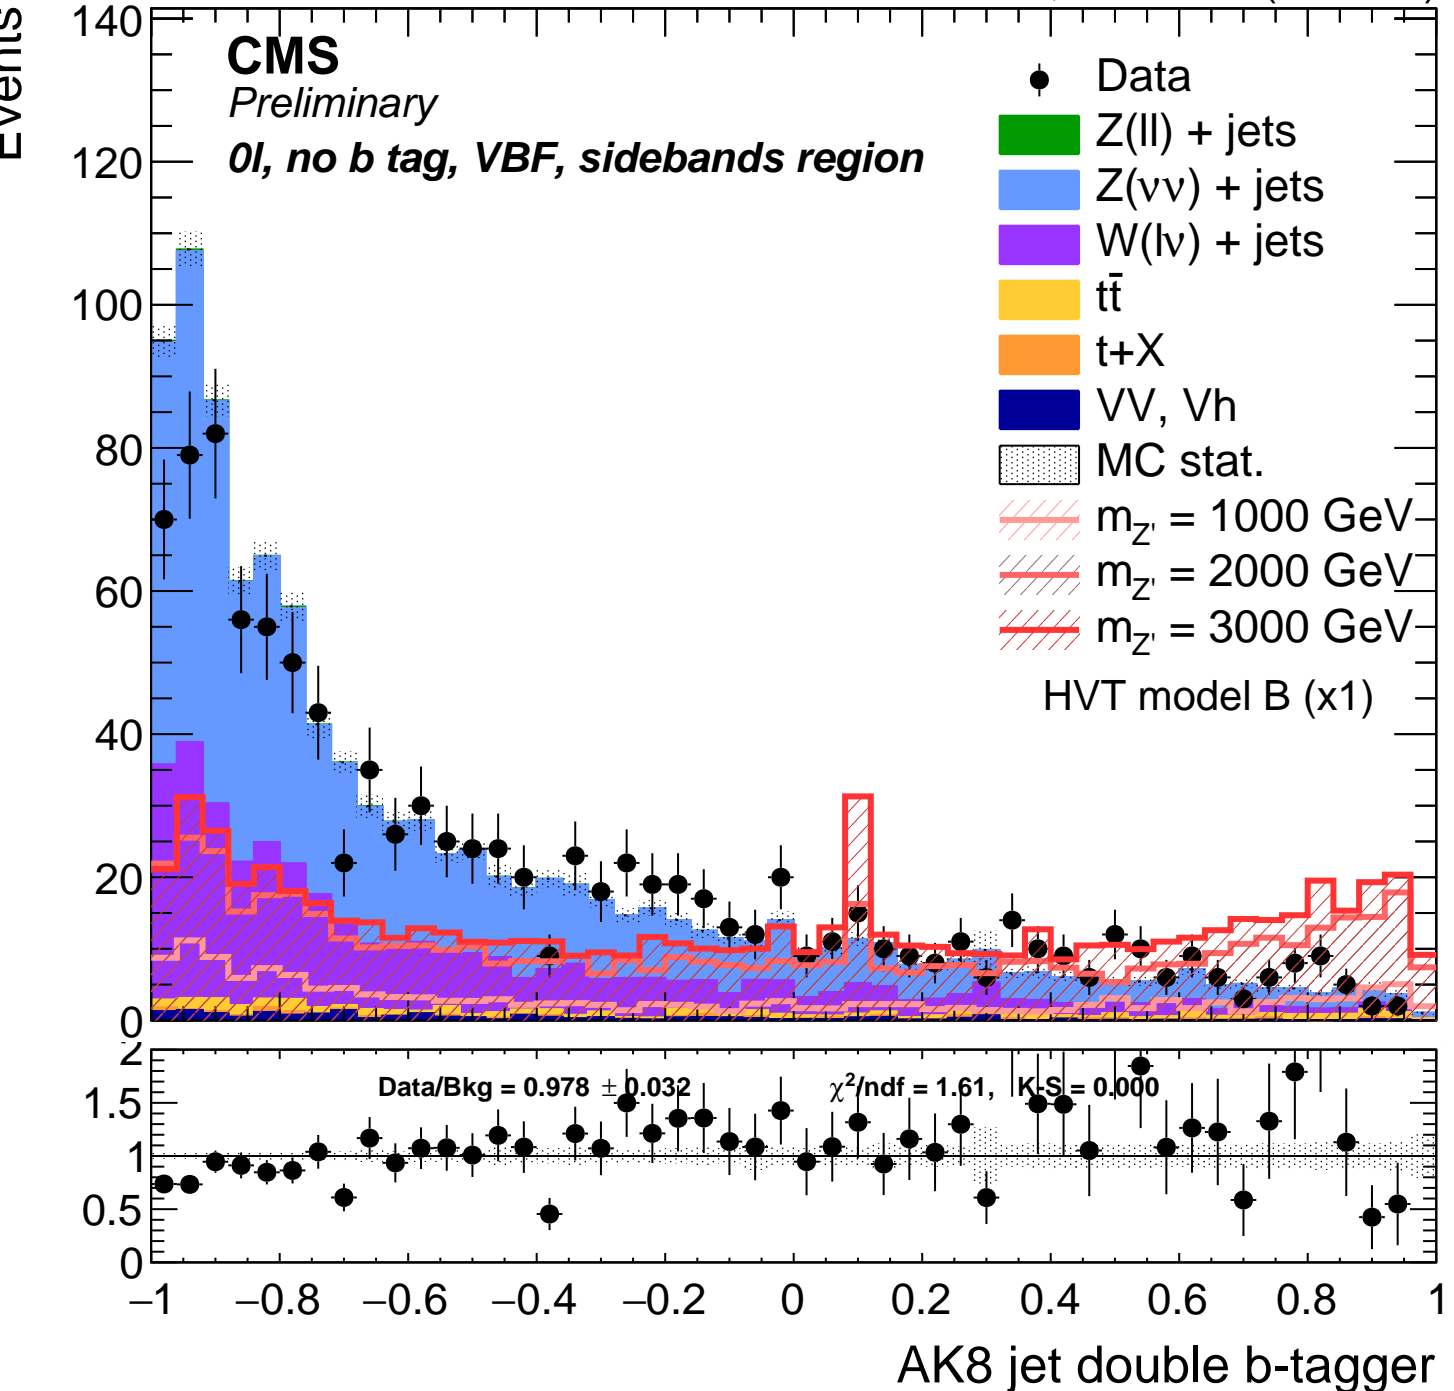 Events
140
120
100
80
60
40
20
0
CMS
Preliminary
0l, no b tag, VBF, sidebands region
Data
Z(ll) + jets
Z(νν) + jets
W(lν) + jets
tt̄
t+X
VV, Vh
MC stat.
m_Z' = 1000 GeV
m_Z' = 2000 GeV
m_Z' = 3000 GeV
HVT model B (x1)
2
1.5
1
0.5
0
Data/Bkg = 0.978 ± 0.032
χ²/ndf = 1.61, K-S = 0.000
−1 −0.8 −0.6 −0.4 −0.2 0 0.2 0.4 0.6 0.8 1
AK8 jet double b-tagger